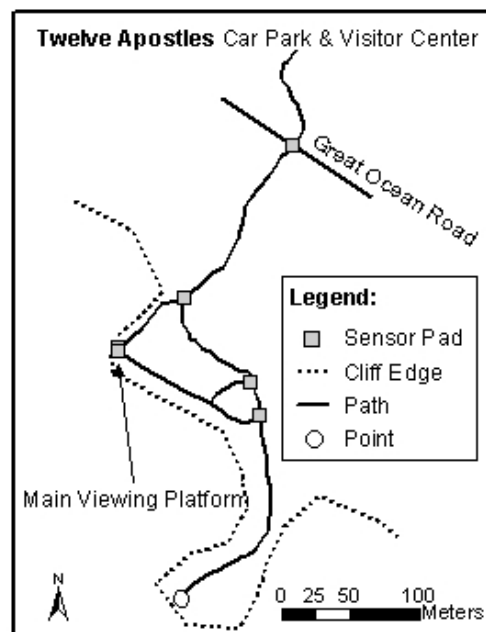 Twelve Apostles Car Park & Visitor Center
Great Ocean Road
Legend:
Sensor Pad
Cliff Edge
Path
Point
Main Viewing Platform
N
0 25 50 100
Meters